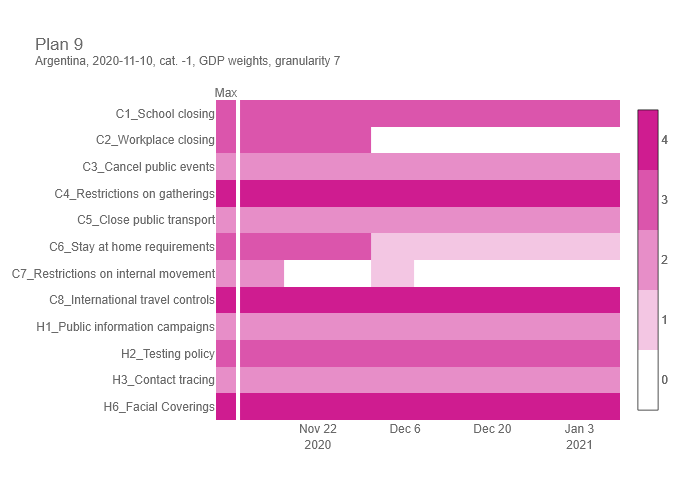 Plan 9
Argentina, 2020-11-10, cat. -1, GDP weights, granularity 7
Max
C1_School closing
C2_Workplace closing
C3_Cancel public events
C4_Restrictions on gatherings
C5_Close public transport
C6_Stay at home requirements
C7_Restrictions on internal movement
C8_International travel controls
H1_Public information campaigns
H2_Testing policy
H3_Contact tracing
H6_Facial Coverings
Nov 22 Dec 6 Dec 20 Jan 3
2020 2021
4
3
2
1
0